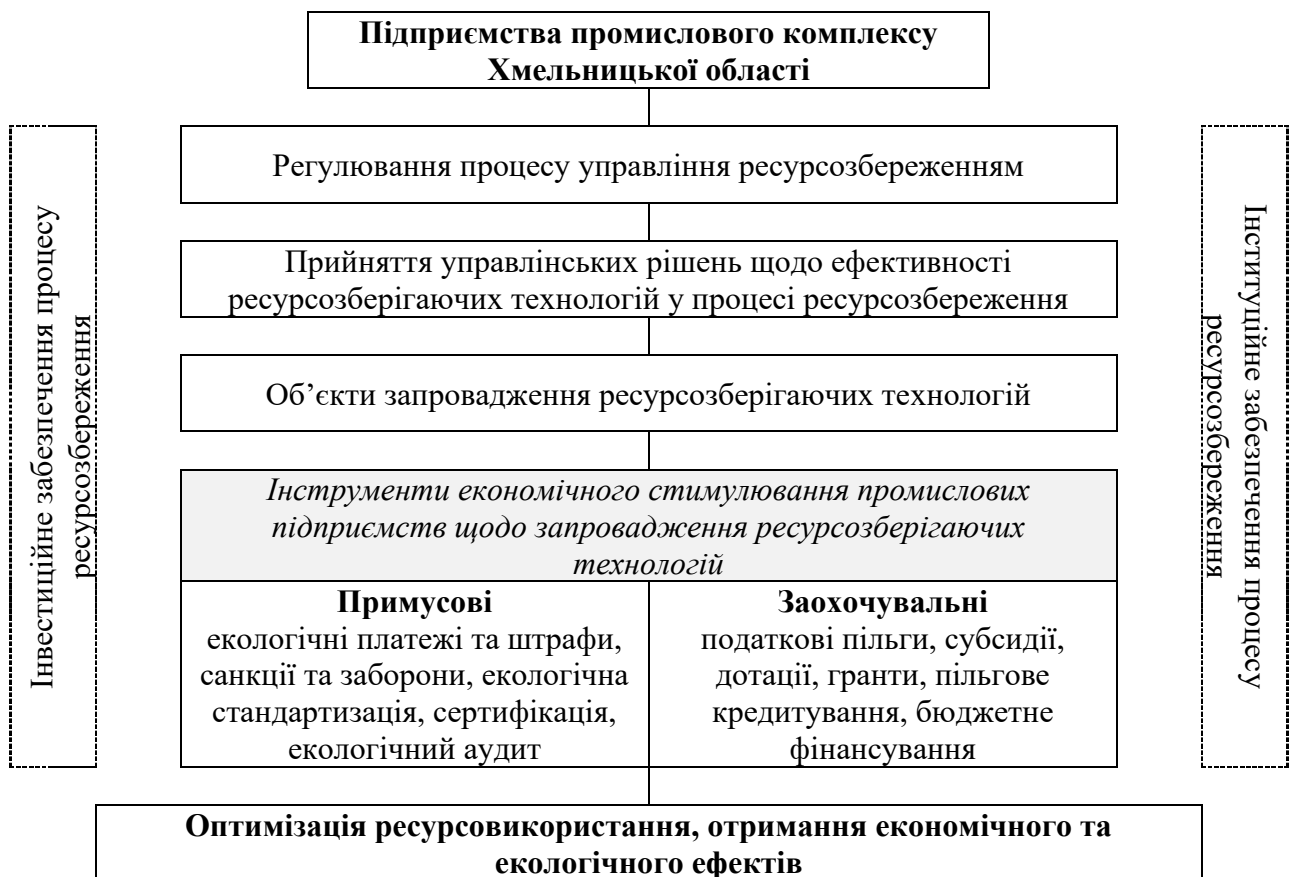 Підприємства промислового комплексу
Хмельницької області
Інвестиційне забезпечення процесу
ресурсозбереження
Регулювання процесу управління ресурсозбереженням
Прийняття управлінських рішень щодо ефективності
ресурсозберігаючих технологій у процесі ресурсозбереження
Об’єкти запровадження ресурсозберігаючих технологій
Інструменти економічного стимулювання промислових
підприємств щодо запровадження ресурсозберігаючих
технологій
Примусові
екологічні платежі та штрафи,
санкції та заборони, екологічна
стандартизація, сертифікація,
екологічний аудит
Заохочувальні
податкові пільги, субсидії,
дотації, гранти, пільгове
кредитування, бюджетне
фінансування
Інституційне забезпечення процесу
ресурсозбереження
Оптимізація ресурсовикористання, отримання економічного та
екологічного ефектів